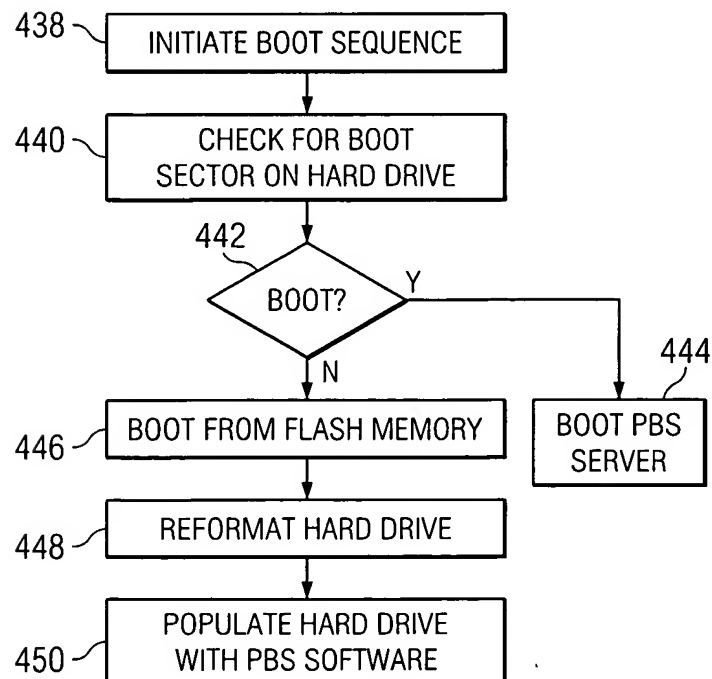 438
INITIATE BOOT SEQUENCE
440
CHECK FOR BOOT
SECTOR ON HARD DRIVE
442
BOOT?
Y
N
444
BOOT PBS
SERVER
446
BOOT FROM FLASH MEMORY
448
REFORMAT HARD DRIVE
450
POPULATE HARD DRIVE
WITH PBS SOFTWARE